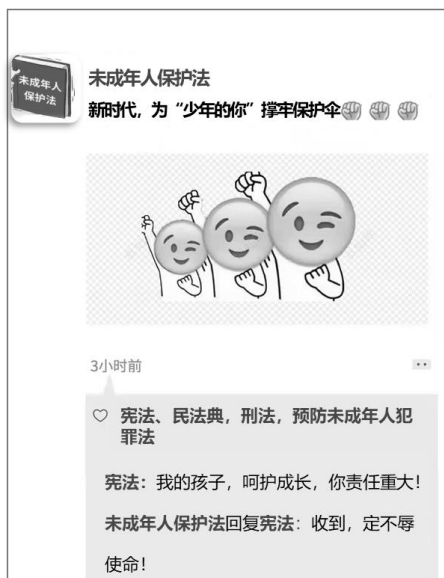 未成年人
保护法
未成年人保护法
新时代，为“少年的你”撑牢保护伞✊✊✊
3小时前
宪法、民法典，刑法，预防未成年人犯
罪法
宪法：我的孩子，呵护成长，你责任重大！
未成年人保护法回复宪法：收到，定不辱
使命！